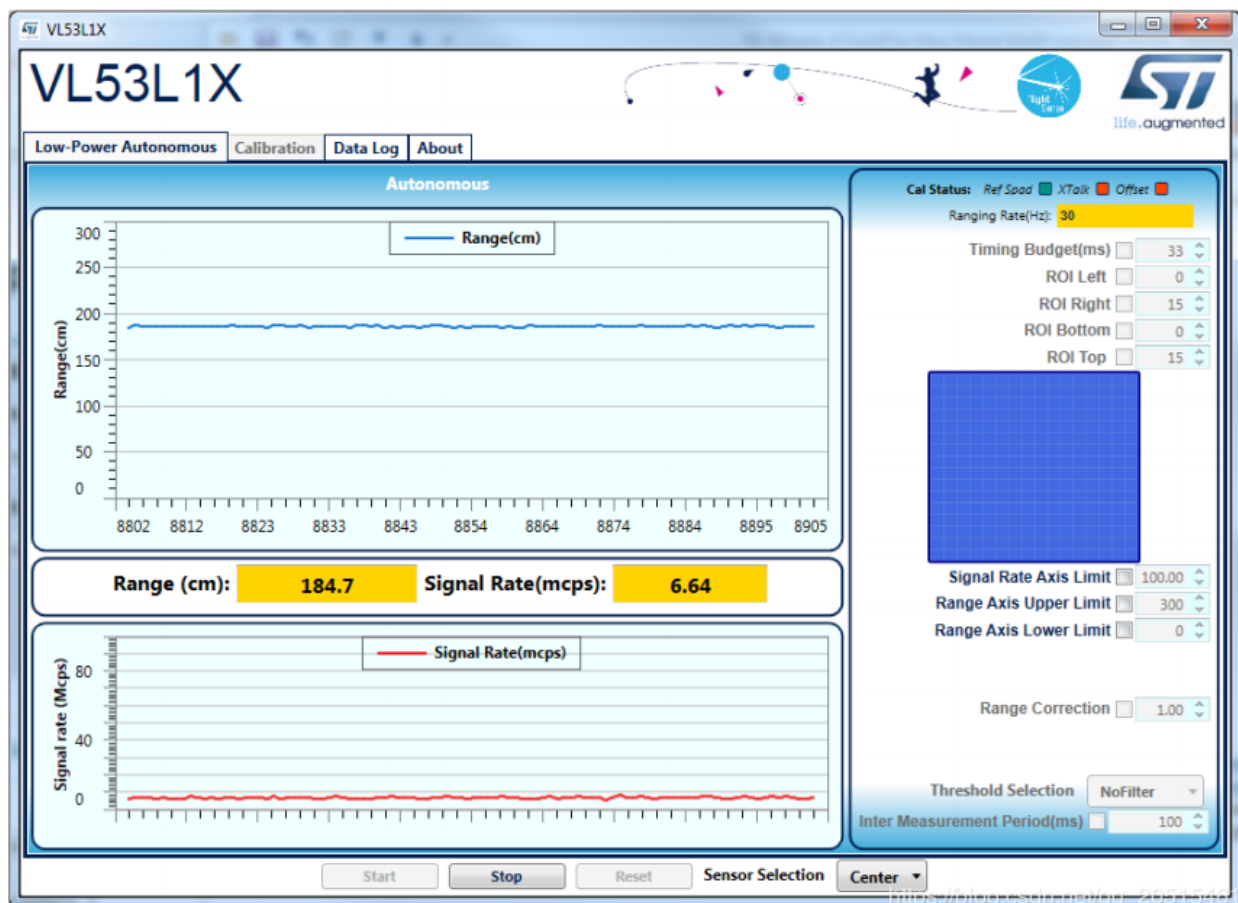 VL53L1X
VL53L1X
Light Sense
life.augmented
Low-Power Autonomous Calibration Data Log About
Autonomous
Cal Status: Ref Spad XTalk Offset
Ranging Rate(Hz): 30
Timing Budget(ms) 33
ROI Left 0
ROI Right 15
ROI Bottom 0
ROI Top 15
Range(cm)
Range(cm)
300
250
200
150
100
50
0
8802 8812 8823 8833 8843 8854 8864 8874 8884 8895 8905
Range (cm): 184.7 Signal Rate(mcps): 6.64
Signal Rate Axis Limit 100.00
Range Axis Upper Limit 300
Range Axis Lower Limit 0
Signal Rate(mcps)
Signal rate (Mcps)
80
40
0
Range Correction 1.00
Threshold Selection NoFilter
Inter Measurement Period(ms) 100
Start Stop Reset Sensor Selection Center